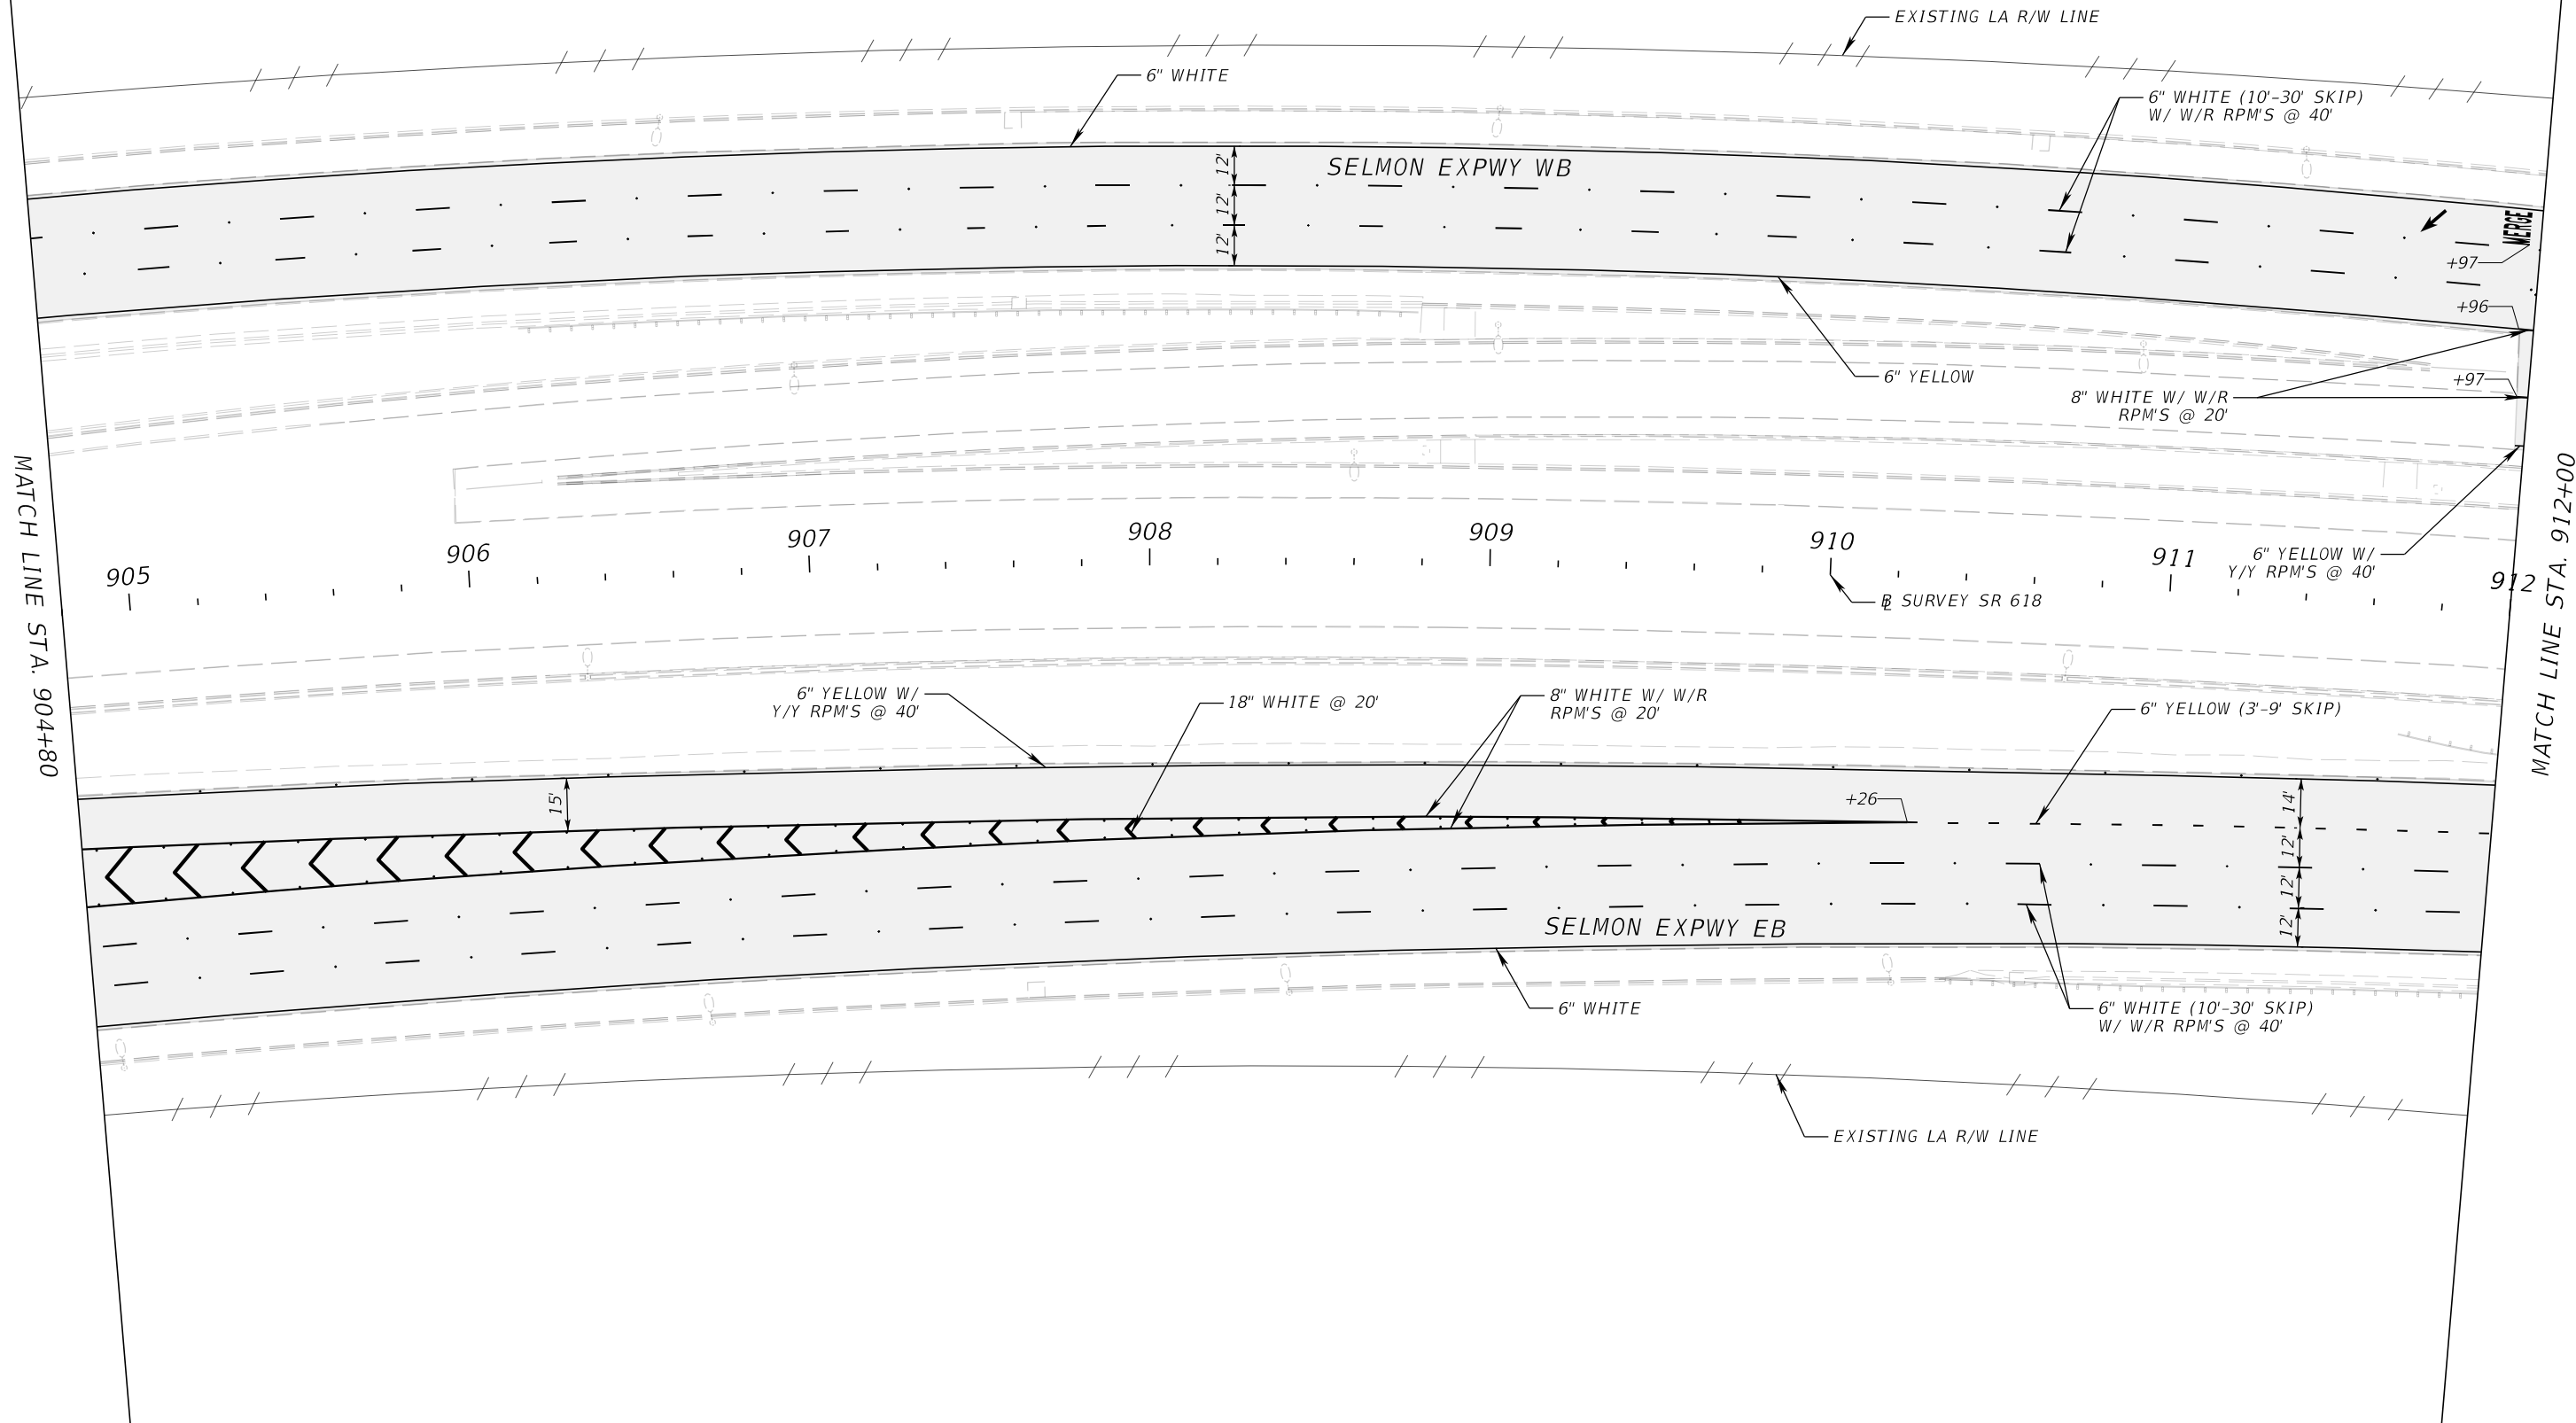 EXISTING LA R/W LINE
6" WHITE
6" WHITE (10'-30' SKIP)
W/ W/R RPM'S @ 40'
SELMON EXPWY WB
12'
12'
12'
MERGE
+97
+96
6" YELLOW
+97
8" WHITE W/ W/R
RPM'S @ 20'
MATCH LINE STA. 904+80
MATCH LINE STA. 912+00
905
906
907
908
909
910
911
912
6" YELLOW W/
Y/Y RPM'S @ 40'
BL SURVEY SR 618
6" YELLOW W/
Y/Y RPM'S @ 40'
18" WHITE @ 20'
8" WHITE W/ W/R
RPM'S @ 20'
6" YELLOW (3'-9' SKIP)
15'
+26
14'
12'
12'
12'
SELMON EXPWY EB
6" WHITE
6" WHITE (10'-30' SKIP)
W/ W/R RPM'S @ 40'
EXISTING LA R/W LINE